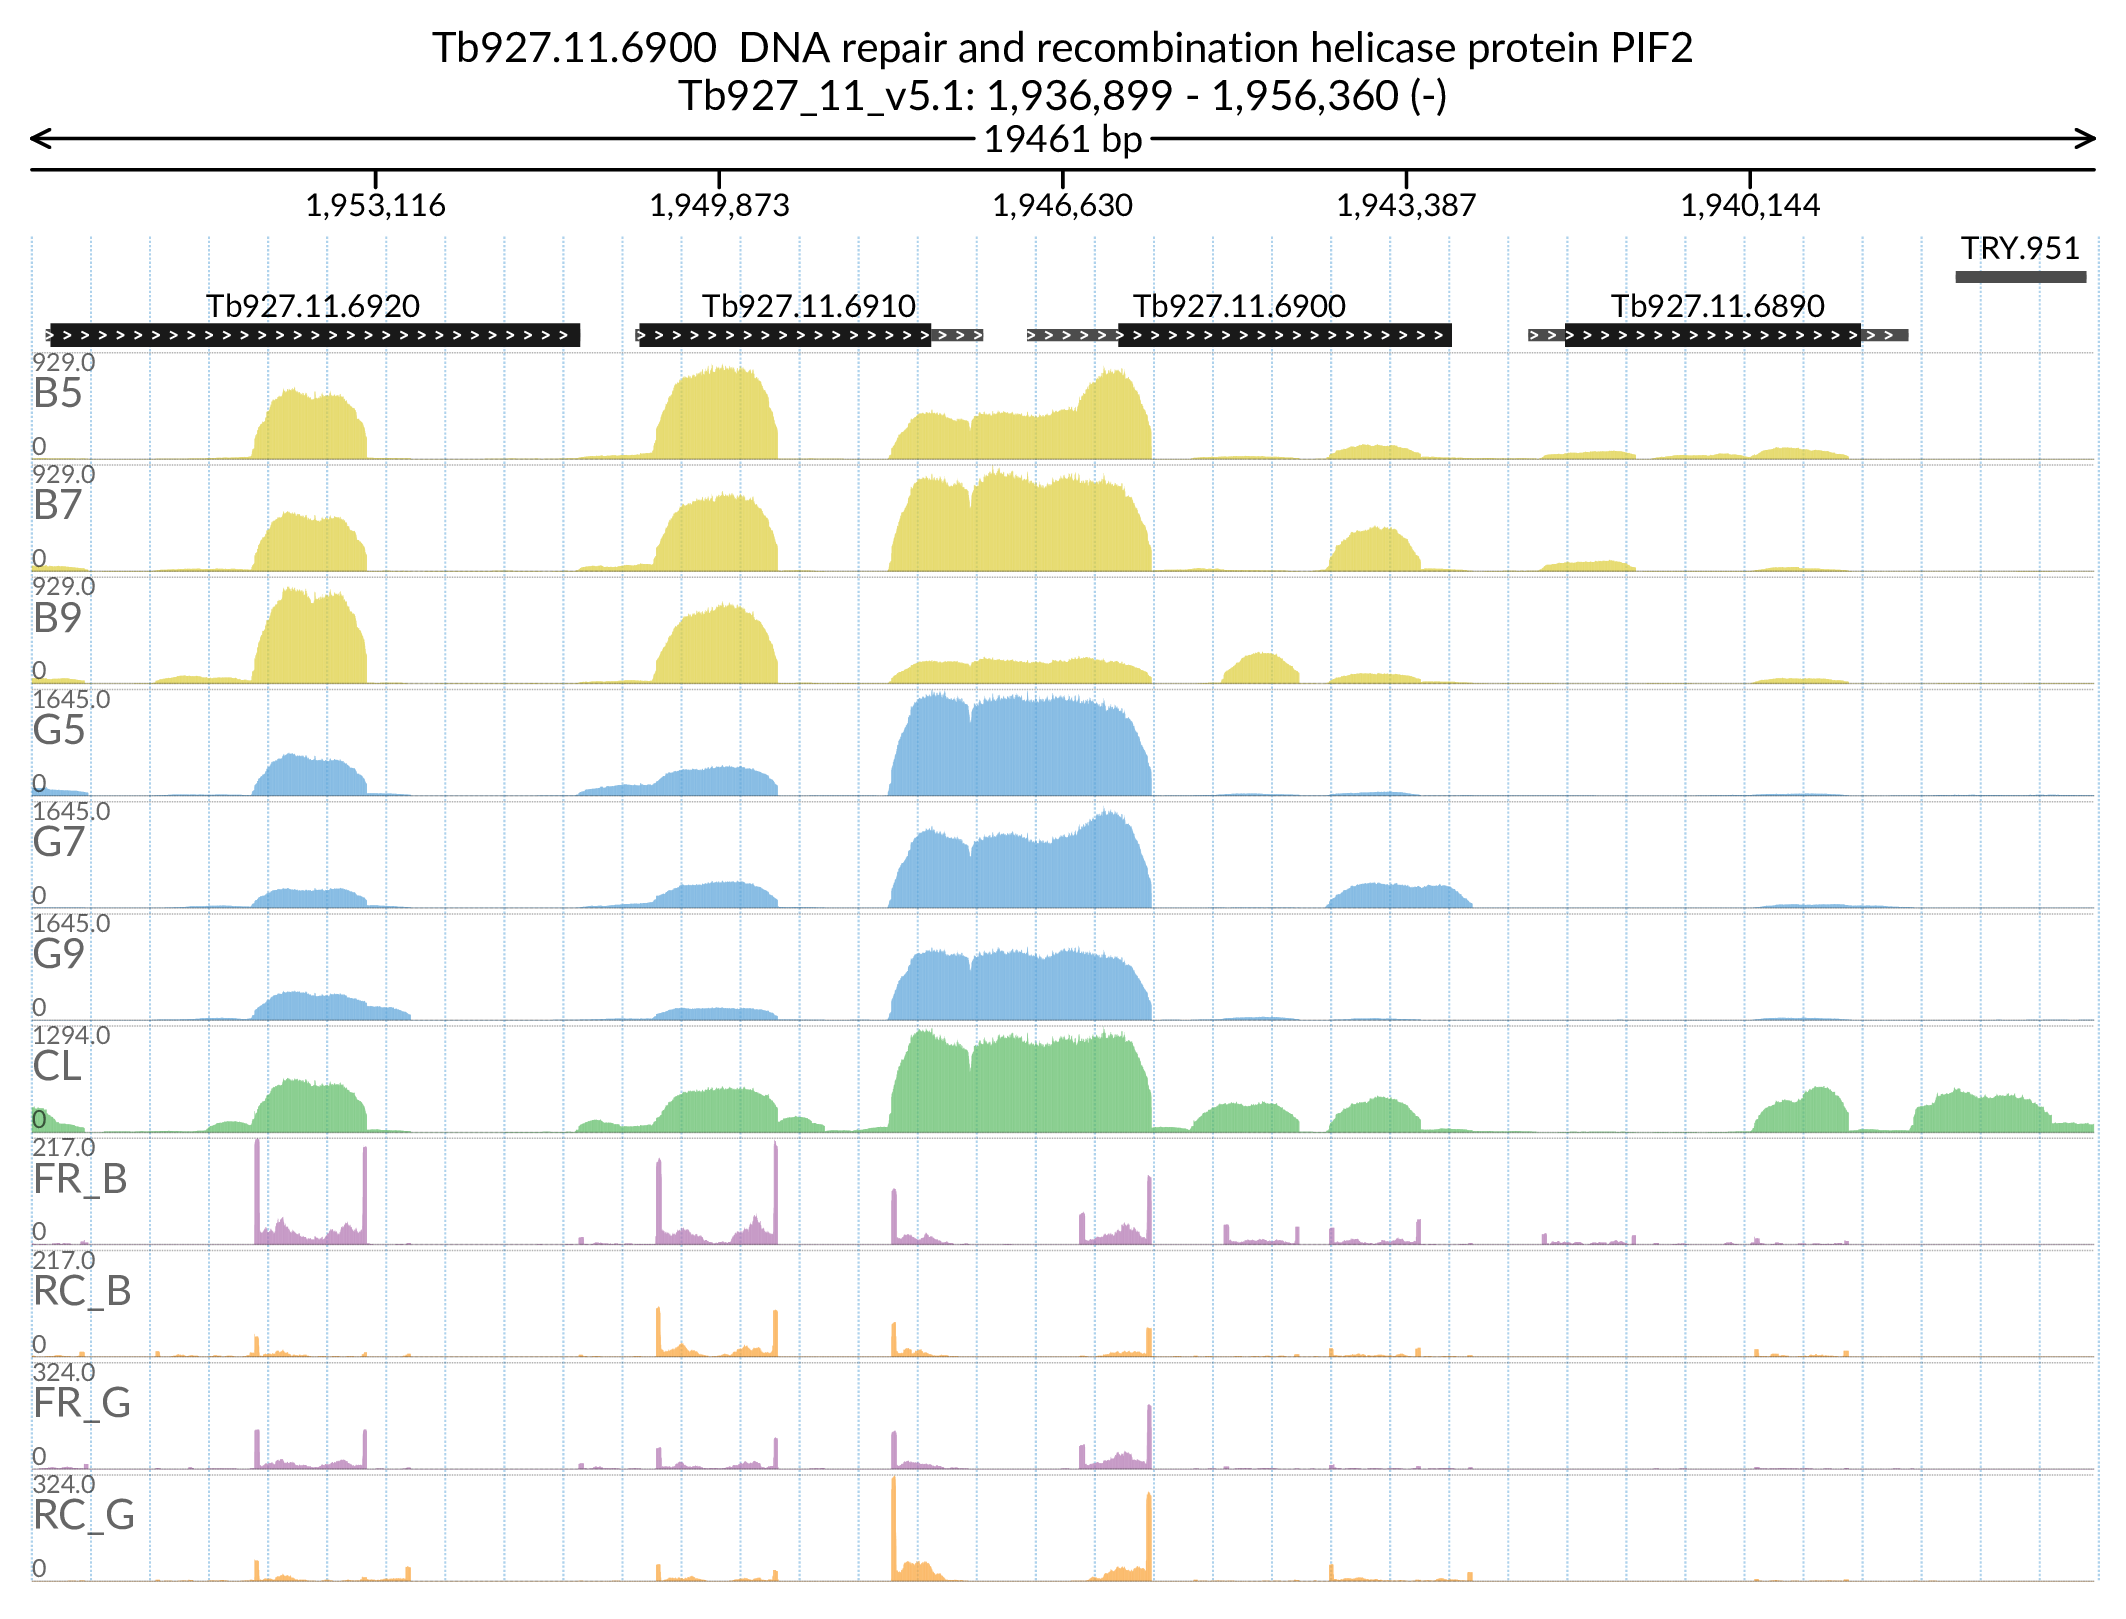 Tb927.11.6900  DNA repair and recombination helicase protein PIF2
Tb927_11_v5.1: 1,936,899 - 1,956,360 (-)
19461 bp
1,953,116 1,949,873 1,946,630 1,943,387 1,940,144
TRY.951
Tb927.11.6920 Tb927.11.6910 Tb927.11.6900 Tb927.11.6890
929.0
B5
0
929.0
B7
0
929.0
B9
0
1645.0
G5
0
1645.0
G7
0
1645.0
G9
0
1294.0
CL
0
217.0
FR_B
0
217.0
RC_B
0
324.0
FR_G
0
324.0
RC_G
0